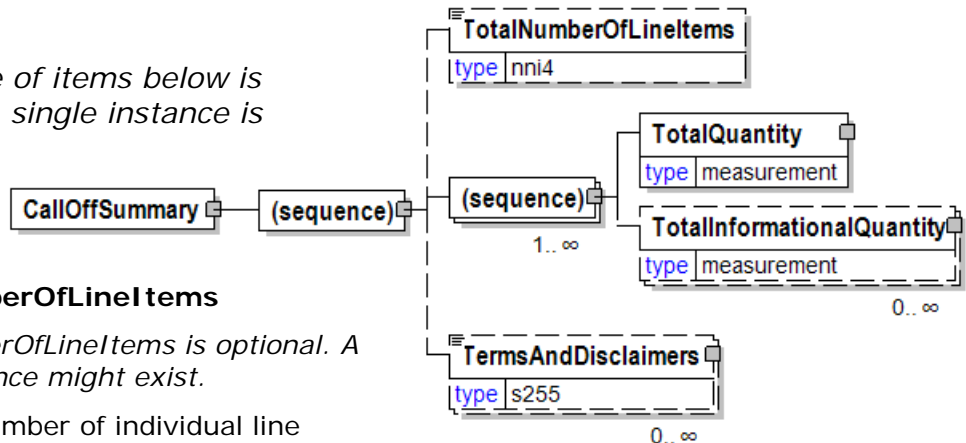 TotalNumberOfLineItems
type nni4
e of items below is
single instance is
TotalQuantity
type measurement
CallOffSummary
(sequence)
(sequence)
1.. ∞
TotalInformationalQuantity
type measurement
0.. ∞
berOfLineItems
erOfLineItems is optional. A
nce might exist.
mber of individual line
TermsAndDisclaimers
type s255
0.. ∞